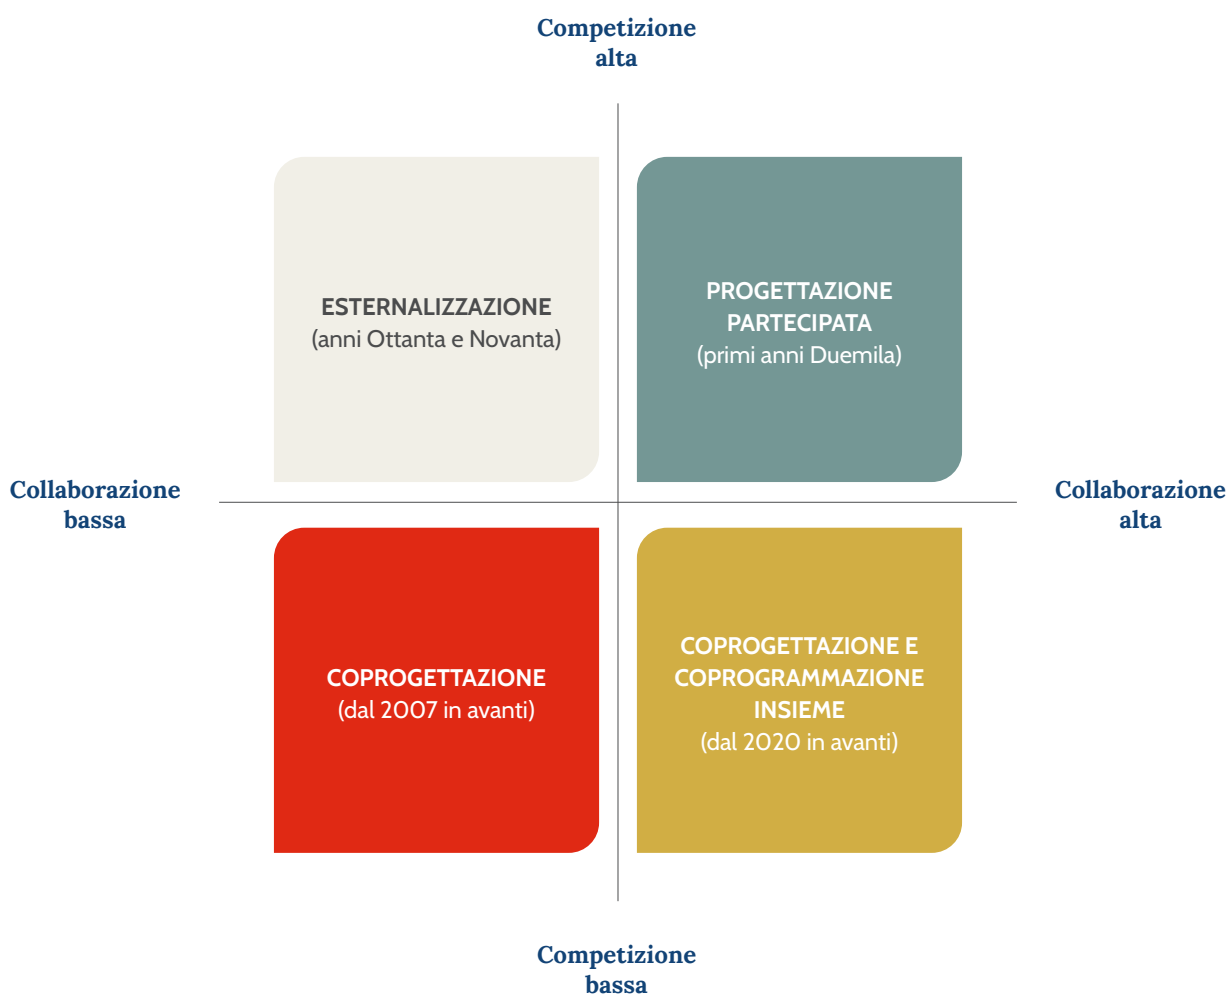 Competizione
alta
ESTERNALIZZAZIONE
(anni Ottanta e Novanta)
PROGETTAZIONE
PARTECIPATA
(primi anni Duemila)
Collaborazione
bassa
Collaborazione
alta
COPROGETTAZIONE
(dal 2007 in avanti)
COPROGETTAZIONE E
COPROGRAMMAZIONE
INSIEME
(dal 2020 in avanti)
Competizione
bassa